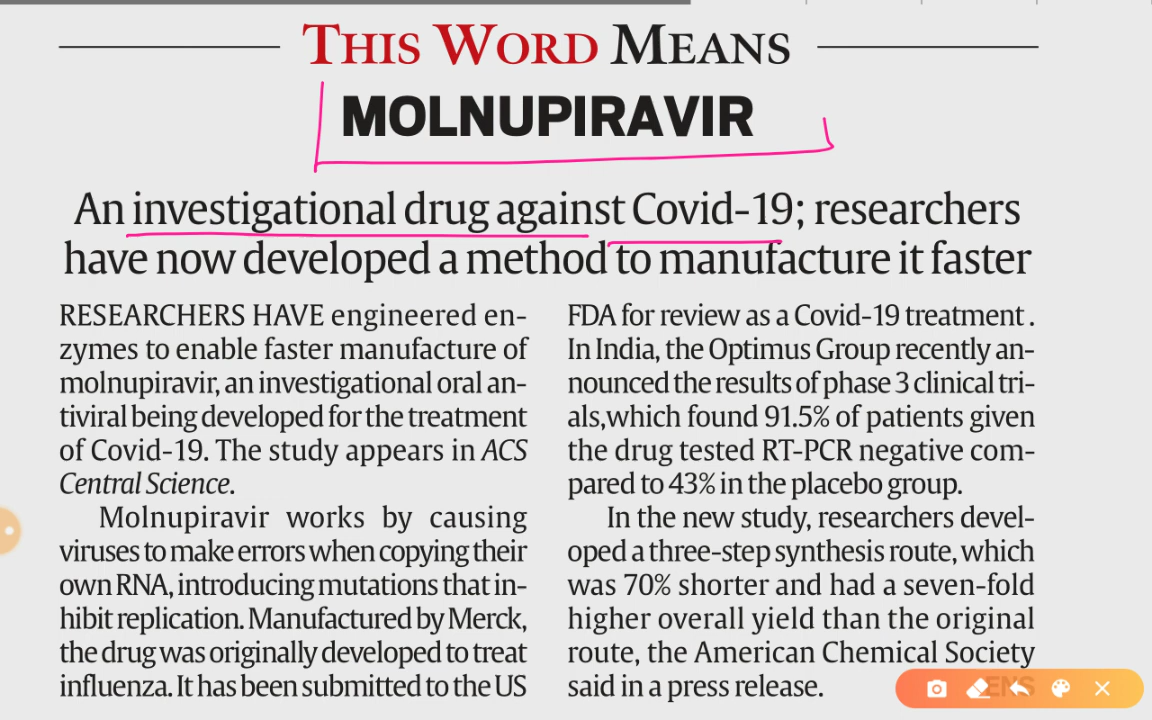 THIS WORD MEANS
MOLNUPIRAVIR
An investigational drug against Covid-19; researchers
have now developed a method to manufacture it faster
RESEARCHERS HAVE engineered en-
zymes to enable faster manufacture of
molnupiravir, an investigational oral an-
tiviral being developed for the treatment
of Covid-19. The study appears in ACS
Central Science.
Molnupiravir works by causing
viruses to make errors when copying their
own RNA, introducing mutations that in-
hibit replication. Manufactured by Merck,
the drug was originally developed to treat
influenza. It has been submitted to the US
FDA for review as a Covid-19 treatment .
In India, the Optimus Group recently an-
nounced the results of phase 3 clinical tri-
als,which found 91.5% of patients given
the drug tested RT-PCR negative com-
pared to 43% in the placebo group.
In the new study, researchers devel-
oped a three-step synthesis route, which
was 70% shorter and had a seven-fold
higher overall yield than the original
route, the American Chemical Society
said in a press release.
ENS